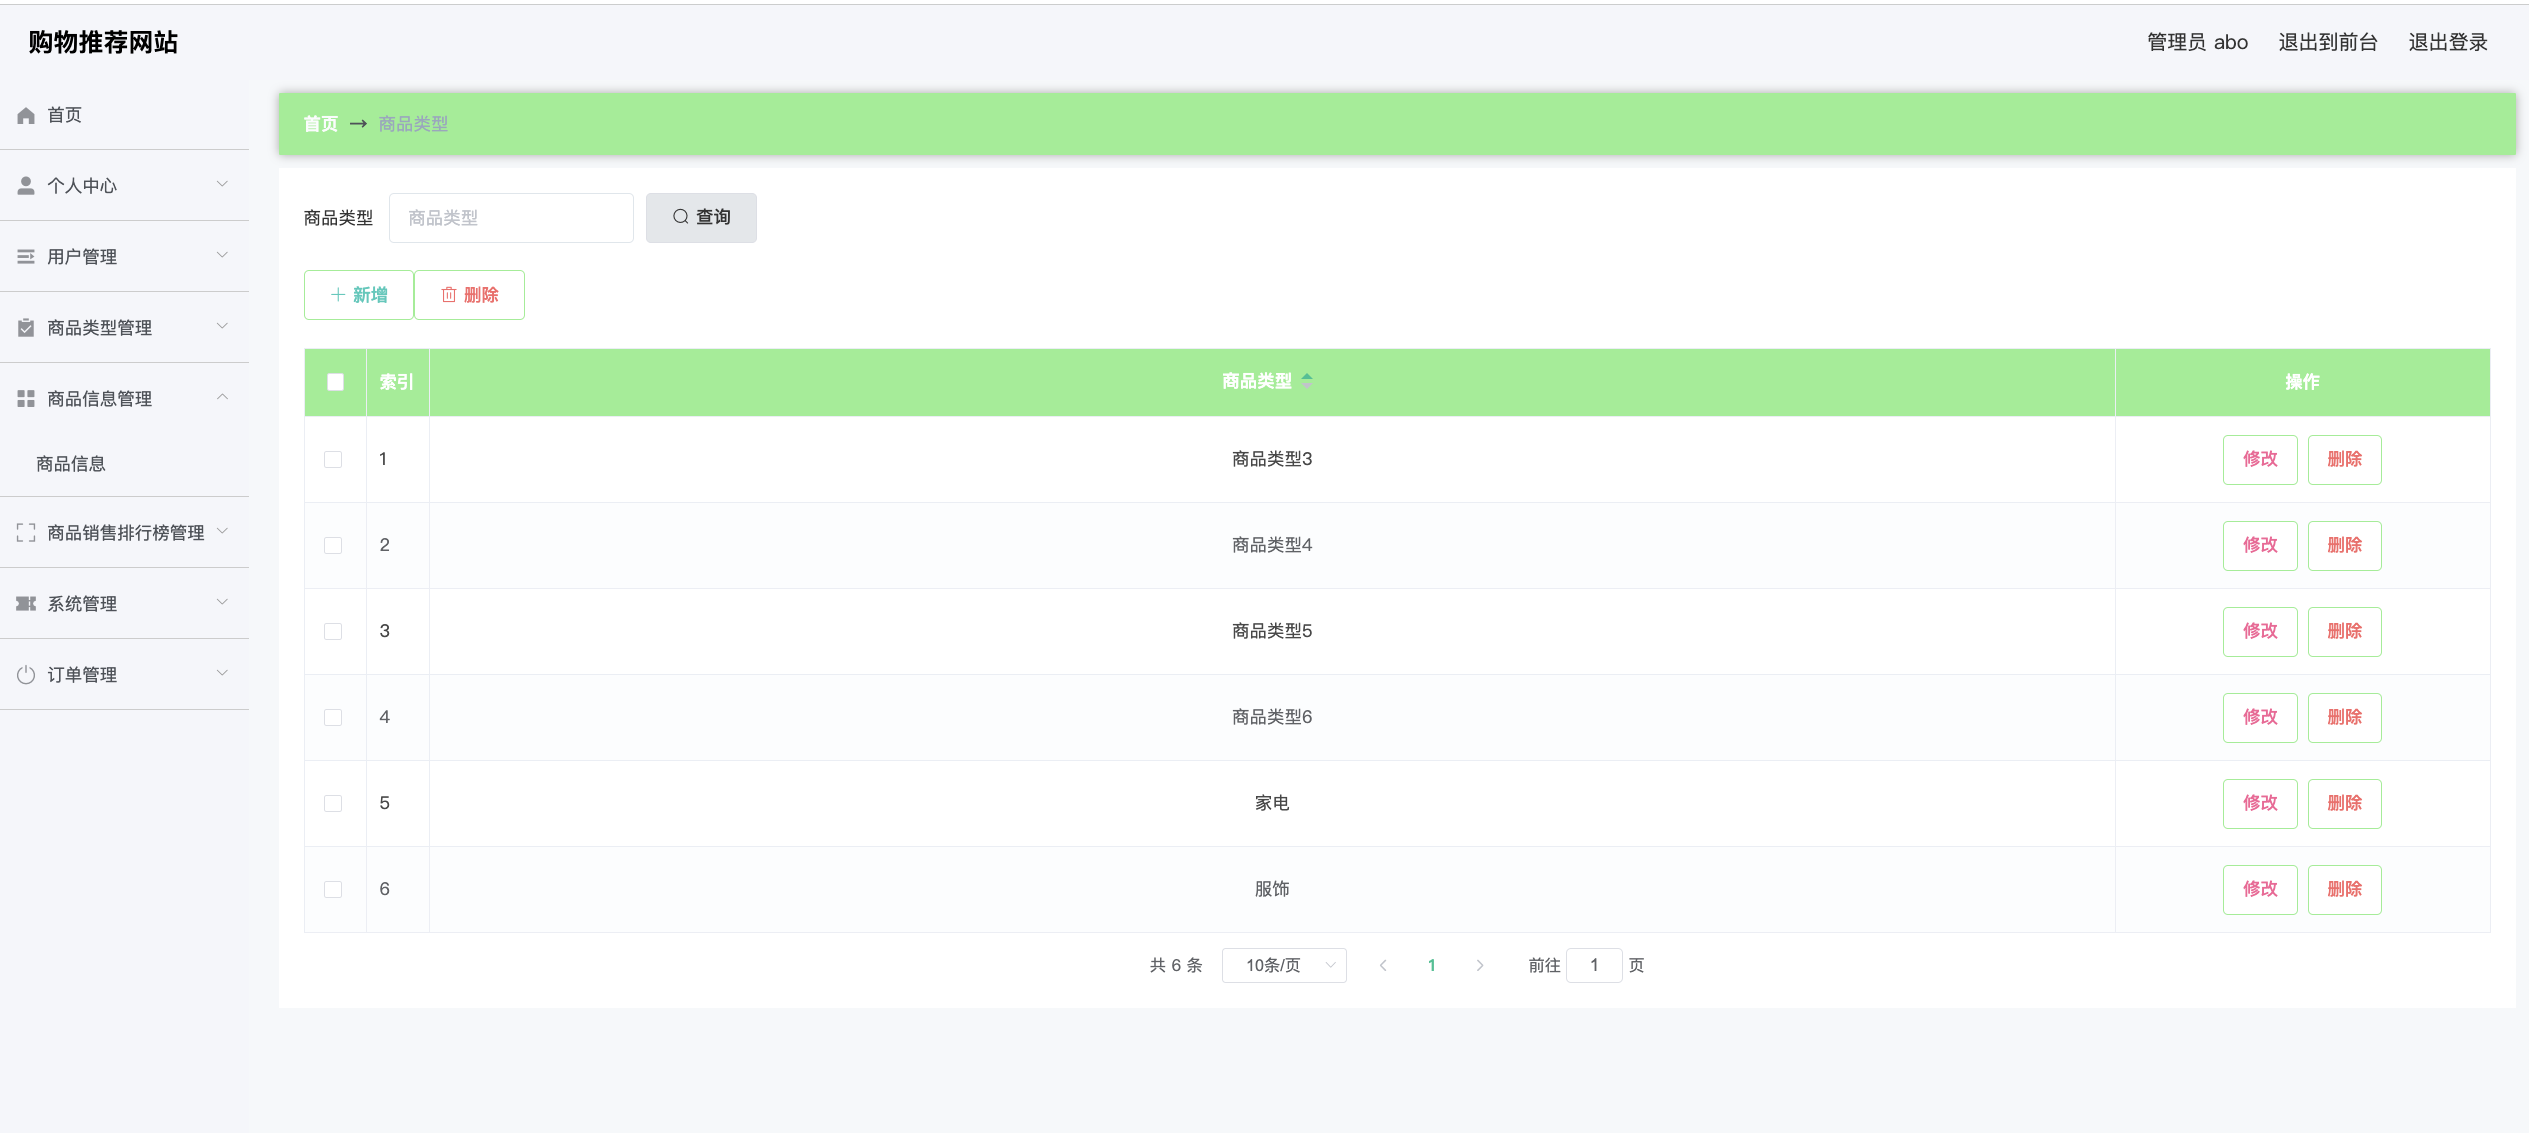 购物推荐网站
管理员 abo 退出到前台 退出登录
首页
个人中心
用户管理
商品类型管理
商品信息管理
商品信息
商品销售排行榜管理
系统管理
订单管理
首页 → 商品类型
商品类型 商品类型 查询
新增 删除
索引 商品类型 操作
1 商品类型3 修改 删除
2 商品类型4 修改 删除
3 商品类型5 修改 删除
4 商品类型6 修改 删除
5 家电 修改 删除
6 服饰 修改 删除
共 6 条 10条/页 1 前往 1 页